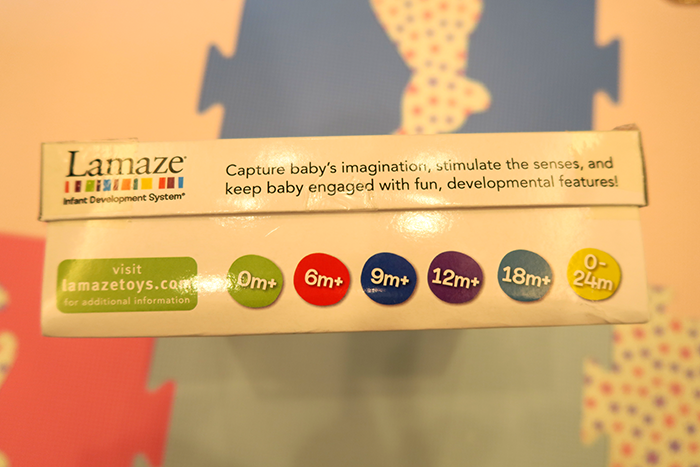 Lamaze
Infant Development System®
Capture baby's imagination, stimulate the senses, and
keep baby engaged with fun, developmental features!
visit
lamazetoys.com
for additional information
0m+
6m+
9m+
12m+
18m+
0-
24m